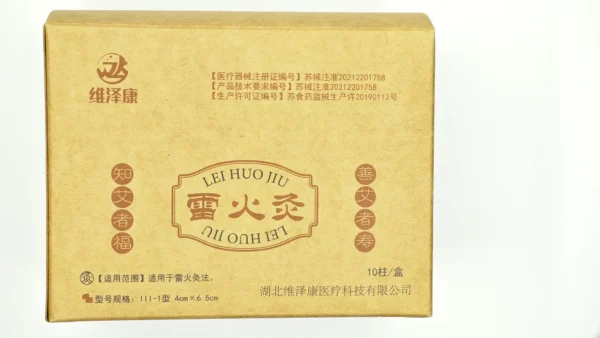 维泽康
【医疗器械注册证编号】苏械注准20212201758
【产品技术要求编号】苏械注准20212201758
【生产许可证编号】苏食药监械生产许20190112号
知艾者福
LEI HUO JIU
雷火灸
LEI HUO JIU
善艾者寿
灸【适用范围】适用于雷火灸法。
型号规格：III-1型 4cm×6.5cm
10柱/盒
湖北维泽康医疗科技有限公司